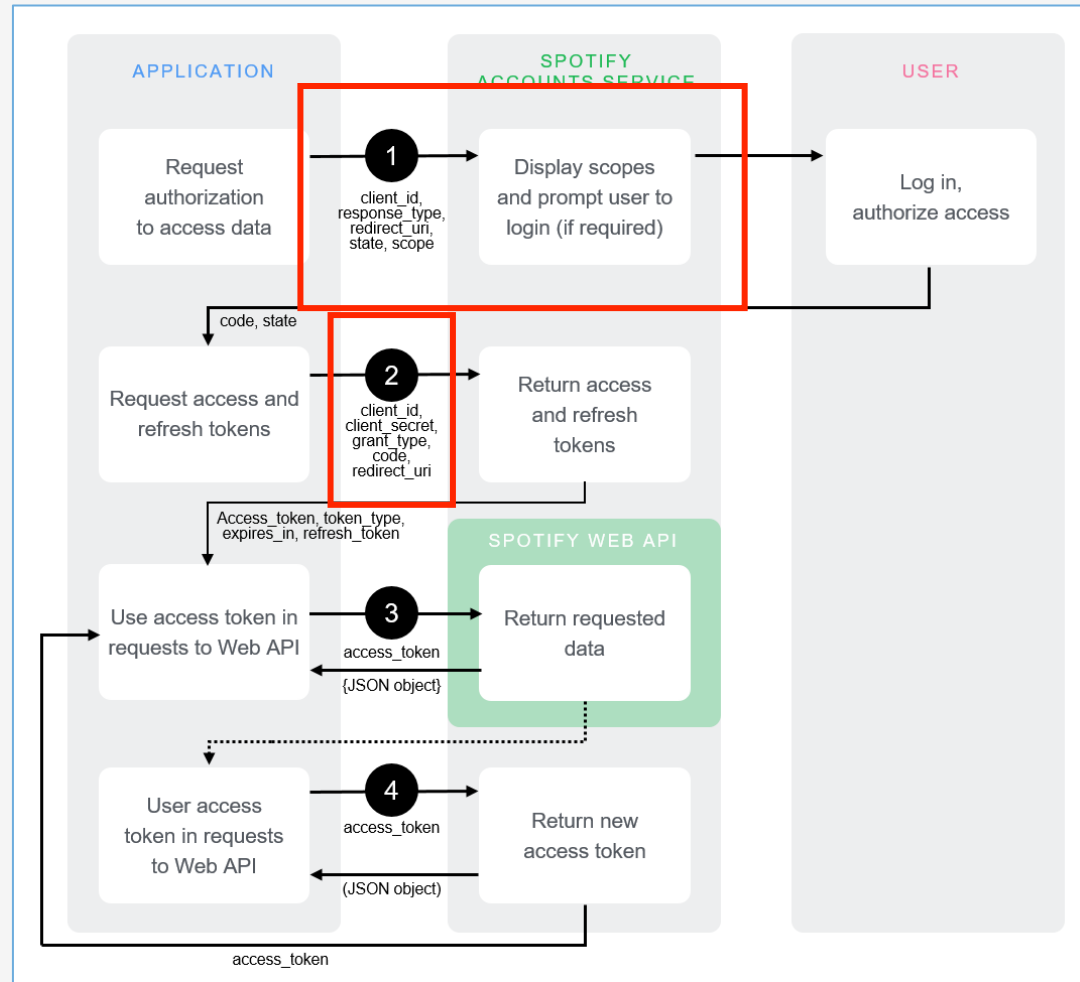 APPLICATION
SPOTIFY
ACCOUNTS SERVICE
USER
Request
authorization
to access data
1
client_id,
response_type,
redirect_uri,
state, scope
Display scopes
and prompt user to
login (if required)
Log in,
authorize access
code, state
Request access and
refresh tokens
2
client_id,
client_secret,
grant_type,
code,
redirect_uri
Return access
and refresh
tokens
Access_token, token_type,
expires_in, refresh_token
SPOTIFY WEB API
Use access token in
requests to Web API
3
access_token
{JSON object}
Return requested
data
User access
token in requests
to Web API
4
access_token
(JSON object)
Return new
access token
access_token